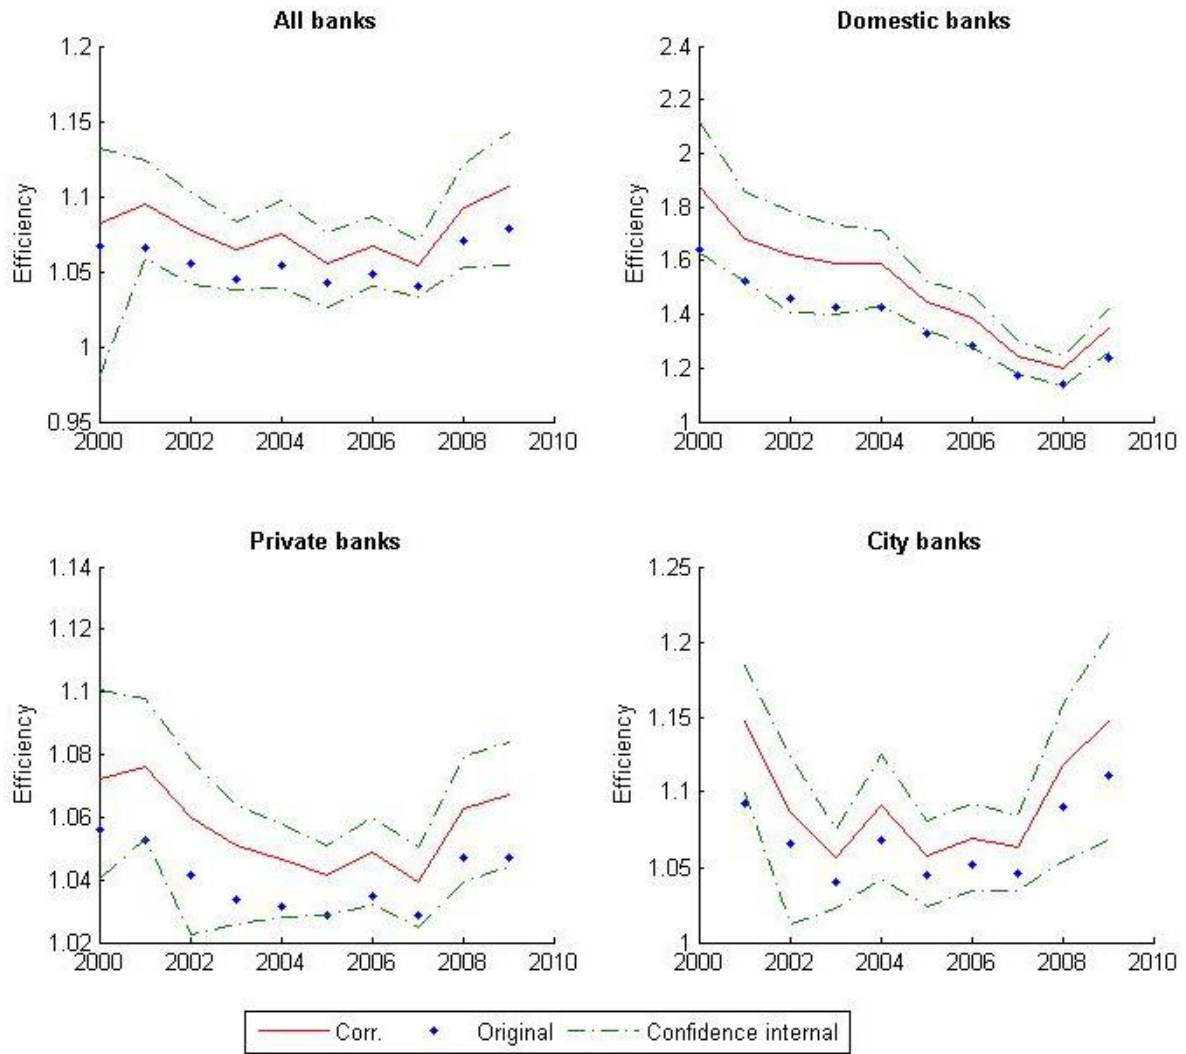 All banks
1.2
1.15
1.1
1.05
1
0.95
Efficiency
2000 2002 2004 2006 2008 2010
Domestic banks
2.4
2.2
2
1.8
1.6
1.4
1.2
1
Efficiency
2000 2002 2004 2006 2008 2010
Private banks
1.14
1.12
1.1
1.08
1.06
1.04
1.02
Efficiency
2000 2002 2004 2006 2008 2010
City banks
1.25
1.2
1.15
1.1
1.05
1
Efficiency
2000 2002 2004 2006 2008 2010
Corr. Original Confidence internal